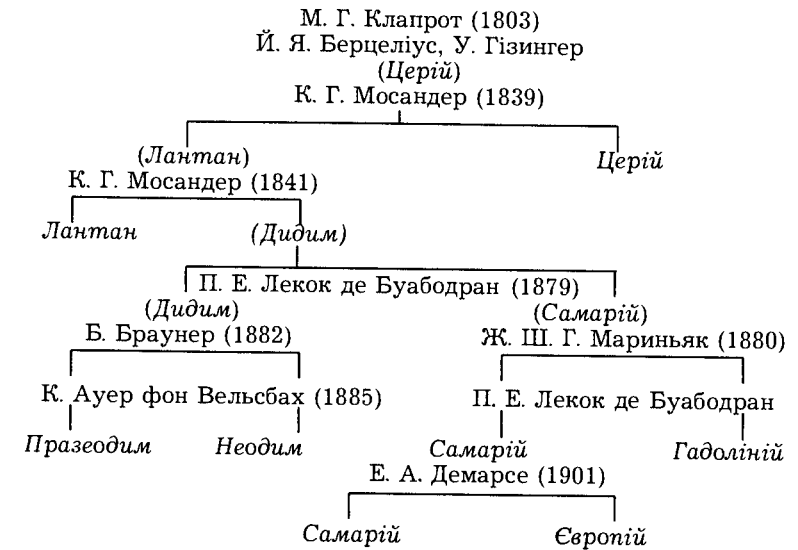 М. Г. Клапрот (1803)
Й. Я. Берцеліус, У. Гізингер
(Церій)
К. Г. Мосандер (1839)
(Лантан)
Церій
К. Г. Мосандер (1841)
Лантан
(Дидим)
П. Е. Лекок де Буабодран (1879)
(Дидим)
(Самарій)
Б. Браунер (1882)
Ж. Ш. Г. Мариньяк (1880)
К. Ауер фон Вельсбах (1885)
П. Е. Лекок де Буабодран
Празеодим
Неодим
Самарій
Гадоліній
Е. А. Демарсе (1901)
Самарій
Європій